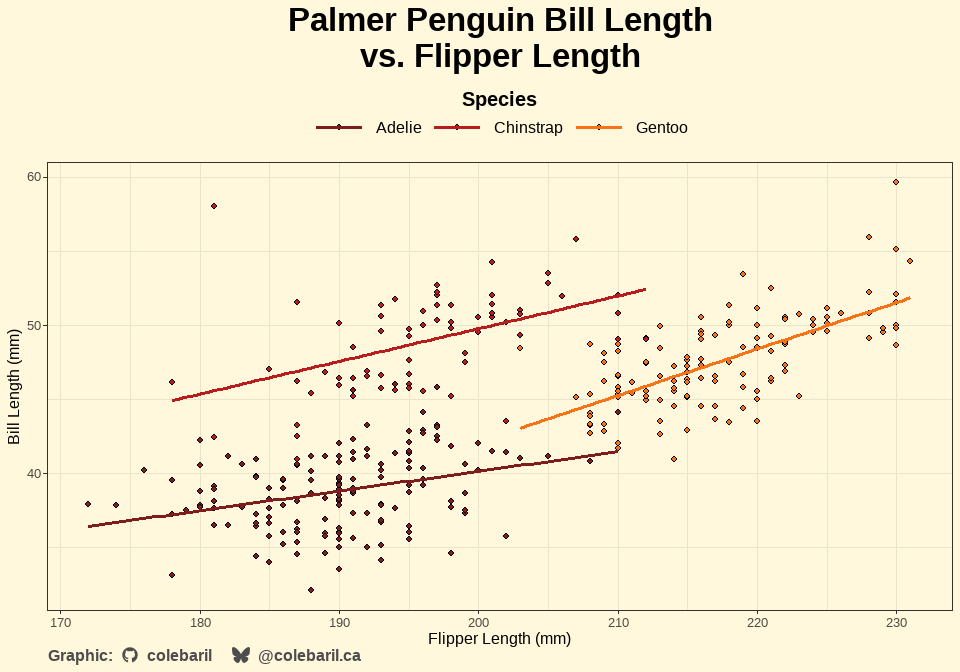 Palmer Penguin Bill Length
vs. Flipper Length
Species
Adelie Chinstrap Gentoo
60
50
40
Bill Length (mm)
170 180 190 200 210 220 230
Flipper Length (mm)
Graphic: colebaril @colebaril.ca